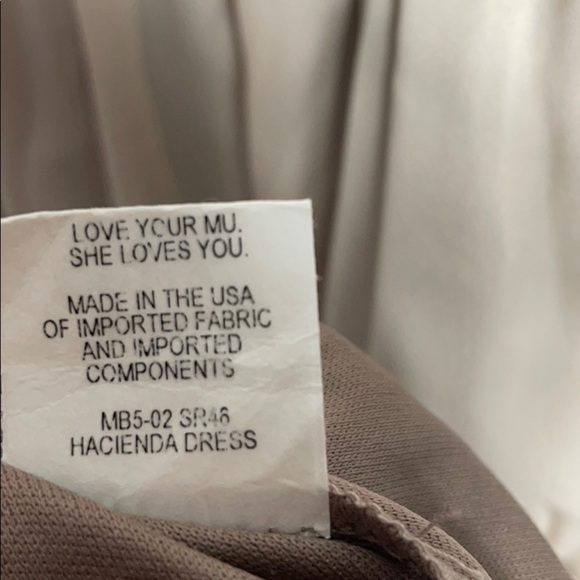 LOVE YOUR MU.
SHE LOVES YOU.
MADE IN THE USA
OF IMPORTED FABRIC
AND IMPORTED
COMPONENTS
MB5-02 SR46
HACIENDA DRESS